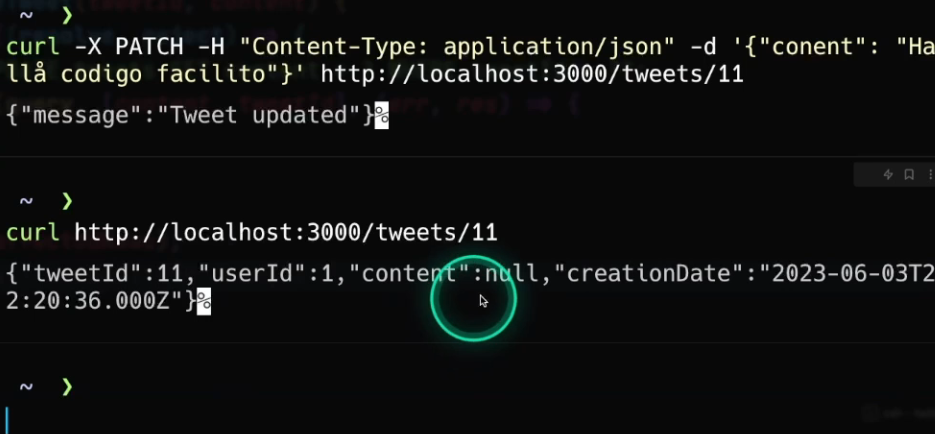 ~ ❯
curl -X PATCH -H "Content-Type: application/json" -d '{"conent": "Ha
llå codigo facilito"}' http://localhost:3000/tweets/11
{"message":"Tweet updated"}%
~ ❯
curl http://localhost:3000/tweets/11
{"tweetId":11,"userId":1,"content":null,"creationDate":"2023-06-03T2
2:20:36.000Z"}%
~ ❯